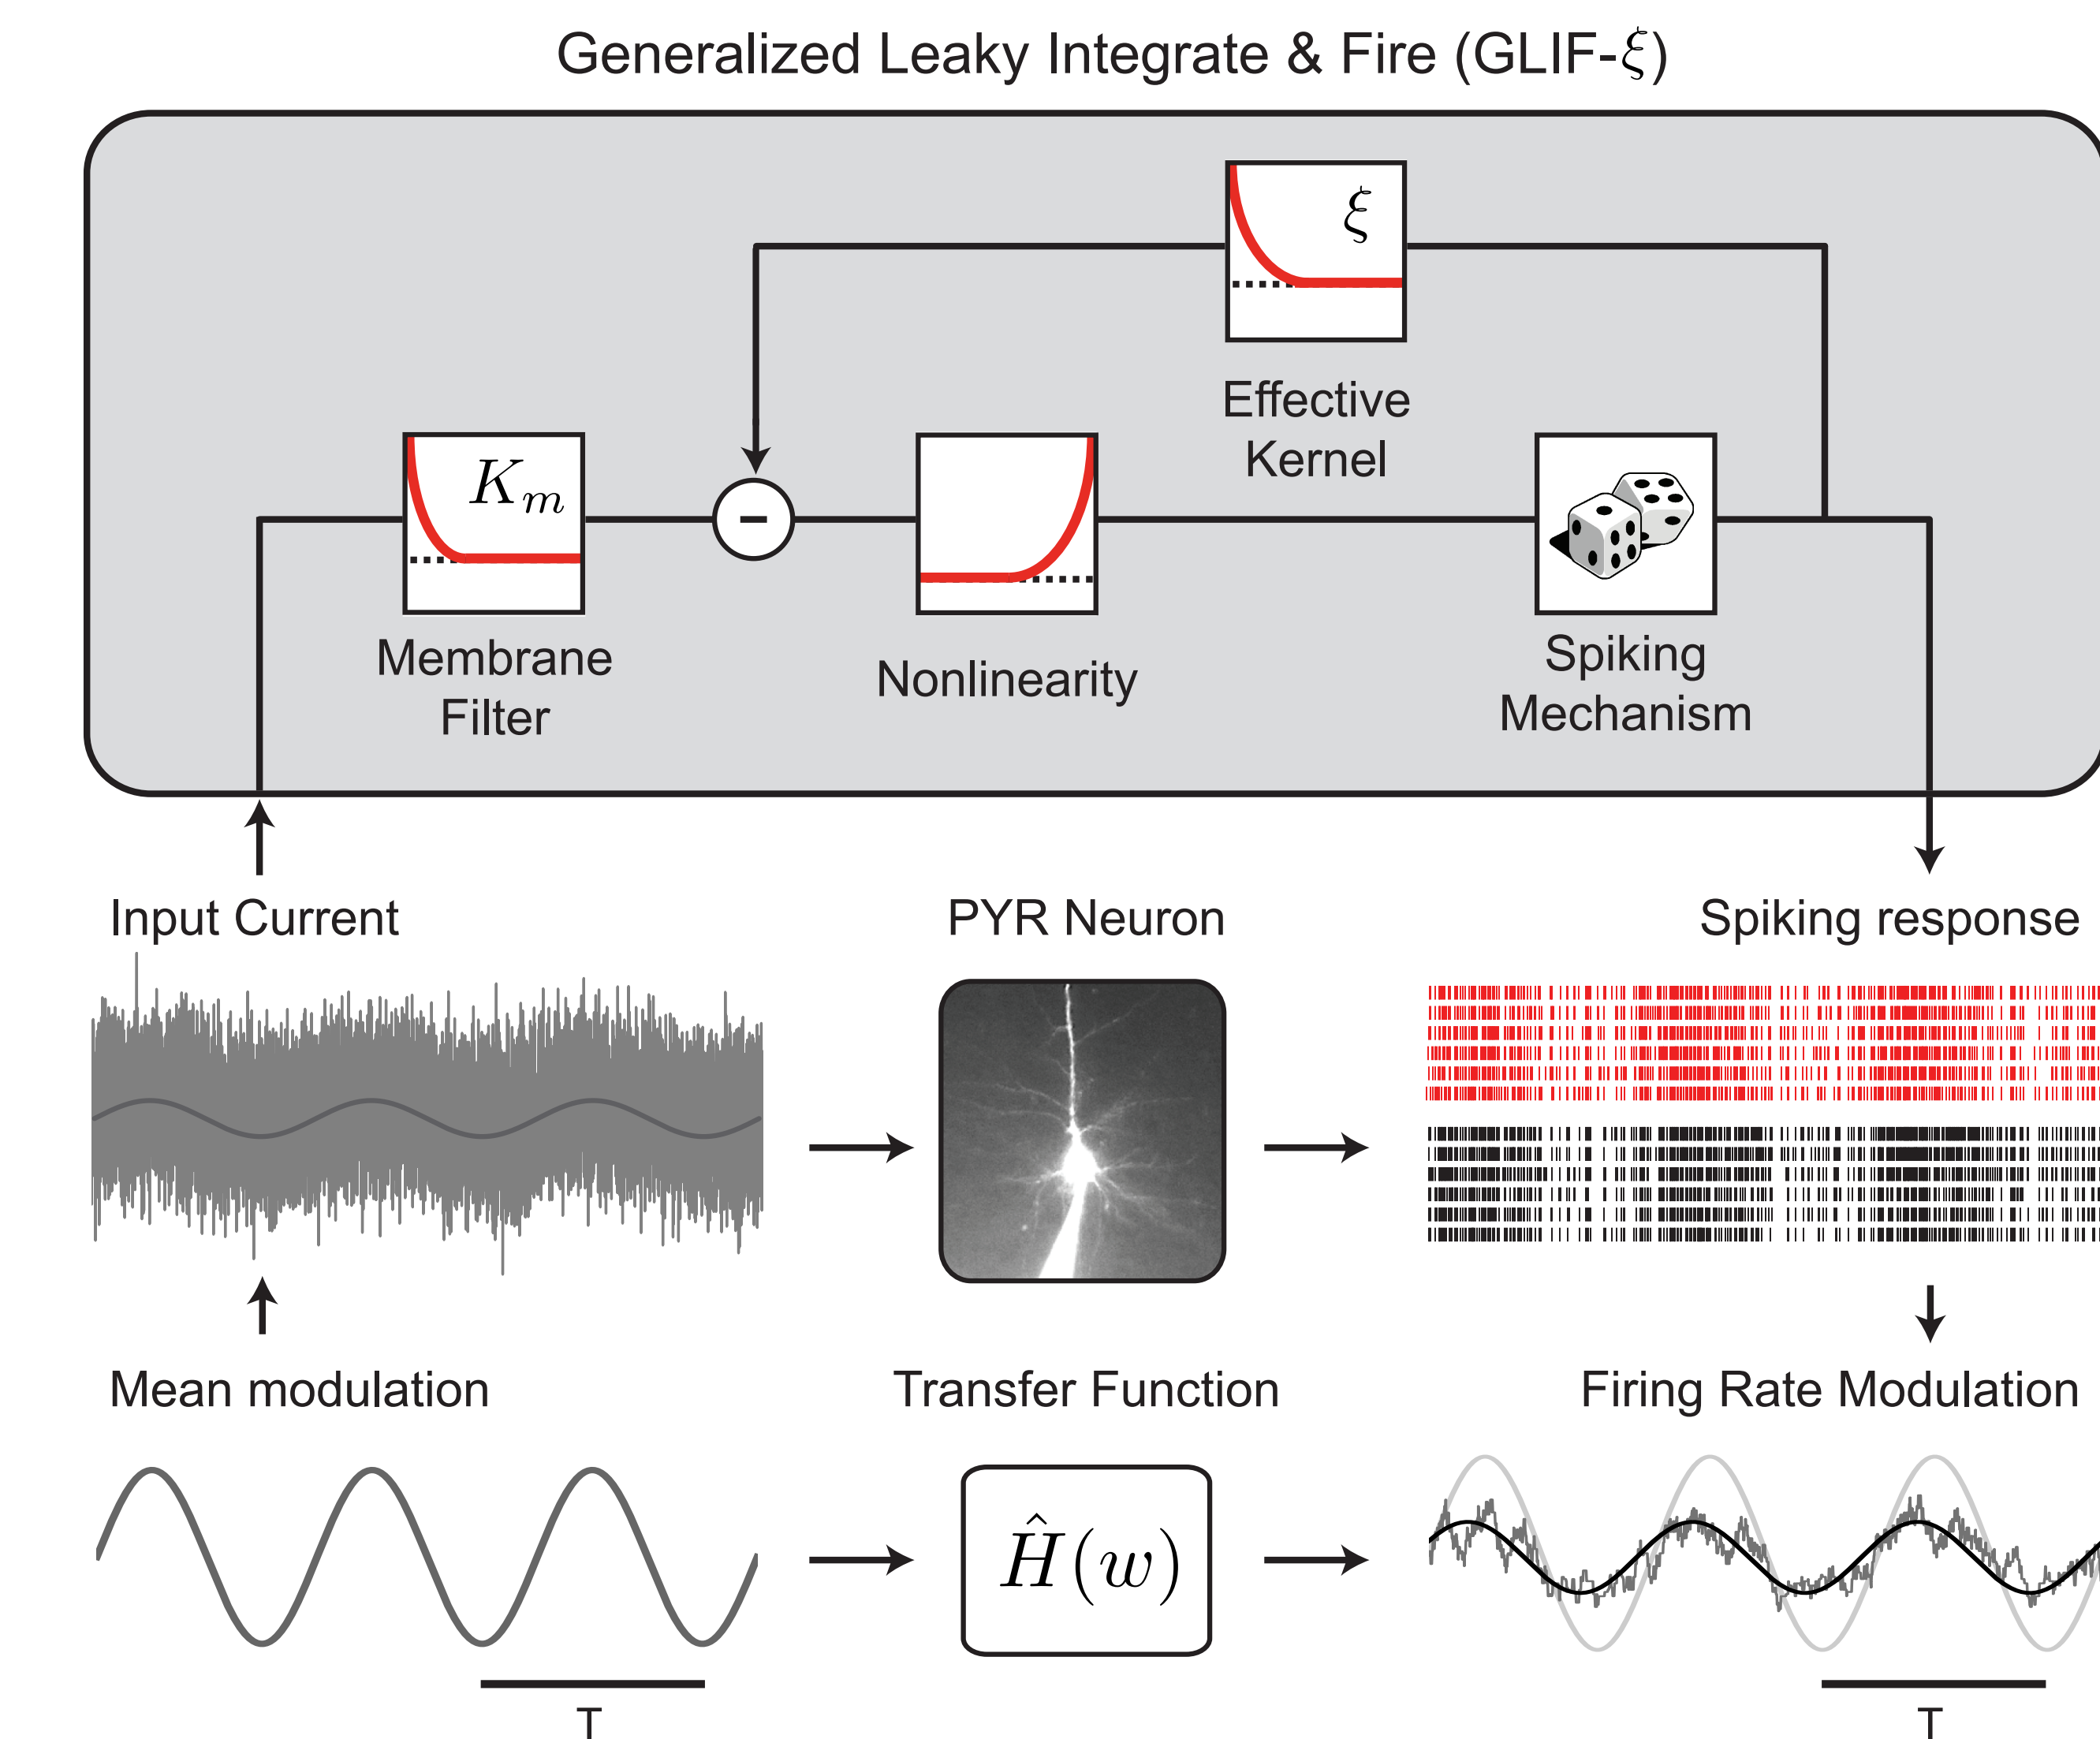 Generalized Leaky Integrate & Fire (GLIF-ξ)
ξ
Effective
Kernel
K_m
Membrane
Filter
Nonlinearity
Spiking
Mechanism
Input Current
PYR Neuron
Spiking response
Mean modulation
Transfer Function
Firing Rate Modulation
Ĥ(w)
T
T